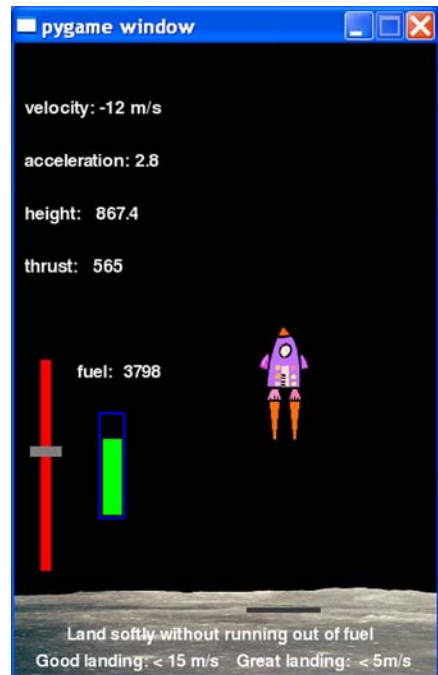 pygame window
velocity: -12 m/s
acceleration: 2.8
height: 867.4
thrust: 565
fuel: 3798
Land softly without running out of fuel
Good landing: < 15 m/s Great landing: < 5m/s